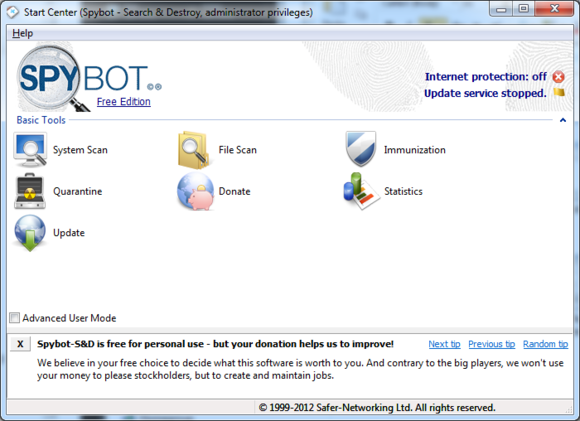 Start Center (Spybot - Search & Destroy, administrator privileges)
Help
SPYBOT
Free Edition
Internet protection: off
Update service stopped.
Basic Tools
System Scan
File Scan
Immunization
Quarantine
Donate
Statistics
Update
Advanced User Mode
X
Spybot-S&D is free for personal use - but your donation helps us to improve!
Next tip
Previous tip
Random tip
We believe in your free choice to decide what this software is worth to you. And contrary to the big players, we won't use
your money to please stockholders, but to create and maintain jobs.
© 1999-2012 Safer-Networking Ltd. All rights reserved.